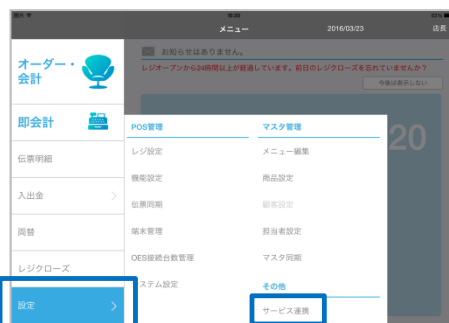 圏外
16:20
80%
メニュー
2016/03/23
店長
お知らせはありません。
レジオープンから24時間以上が経過しています。前日のレジクローズを忘れていませんか？
今後は表示しない
オーダー・
会計
即会計
伝票明細
入出金
両替
レジクローズ
設定
POS管理
レジ設定
機能設定
伝票同期
端末管理
OES接続台数管理
システム設定
マスタ管理
メニュー編集
商品設定
顧客設定
担当者設定
マスタ同期
その他
サービス連携
20